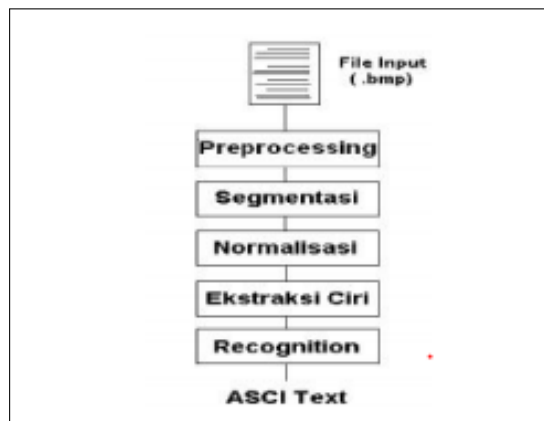 File Input
( .bmp)
Preprocessing
Segmentasi
Normalisasi
Ekstraksi Ciri
Recognition
ASCI Text